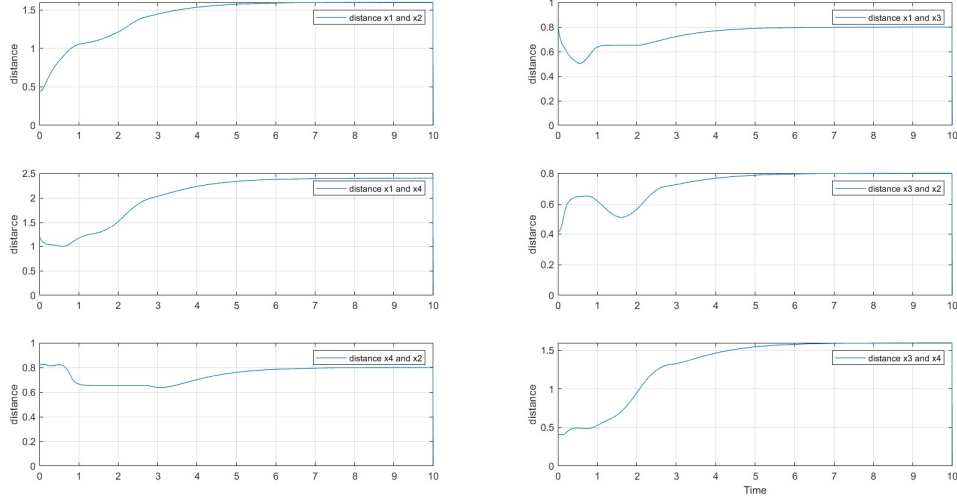 distance x1 and x2
1.5
1
0.5
0
distance
0 1 2 3 4 5 6 7 8 9 10
distance x1 and x3
1
0.8
0.6
0.4
0.2
0
distance
0 1 2 3 4 5 6 7 8 9 10
distance x1 and x4
2.5
2
1.5
1
0.5
0
distance
0 1 2 3 4 5 6 7 8 9 10
distance x3 and x2
0.8
0.6
0.4
0.2
0
distance
0 1 2 3 4 5 6 7 8 9 10
distance x4 and x2
1
0.8
0.6
0.4
0.2
0
distance
0 1 2 3 4 5 6 7 8 9 10
distance x3 and x4
1.5
1
0.5
0
distance
0 1 2 3 4 5 6 7 8 9 10
Time